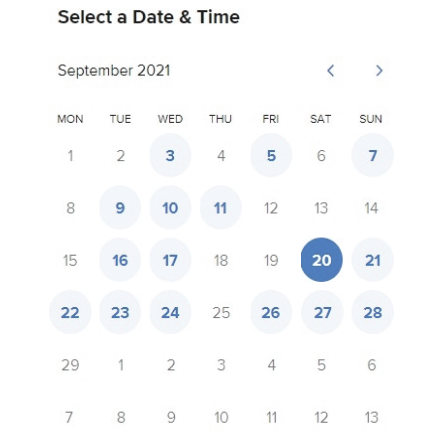 Select a Date & Time
September 2021
MON TUE WED THU FRI SAT SUN
1 2 3 4 5 6 7
8 9 10 11 12 13 14
15 16 17 18 19 20 21
22 23 24 25 26 27 28
29 1 2 3 4 5 6
7 8 9 10 11 12 13